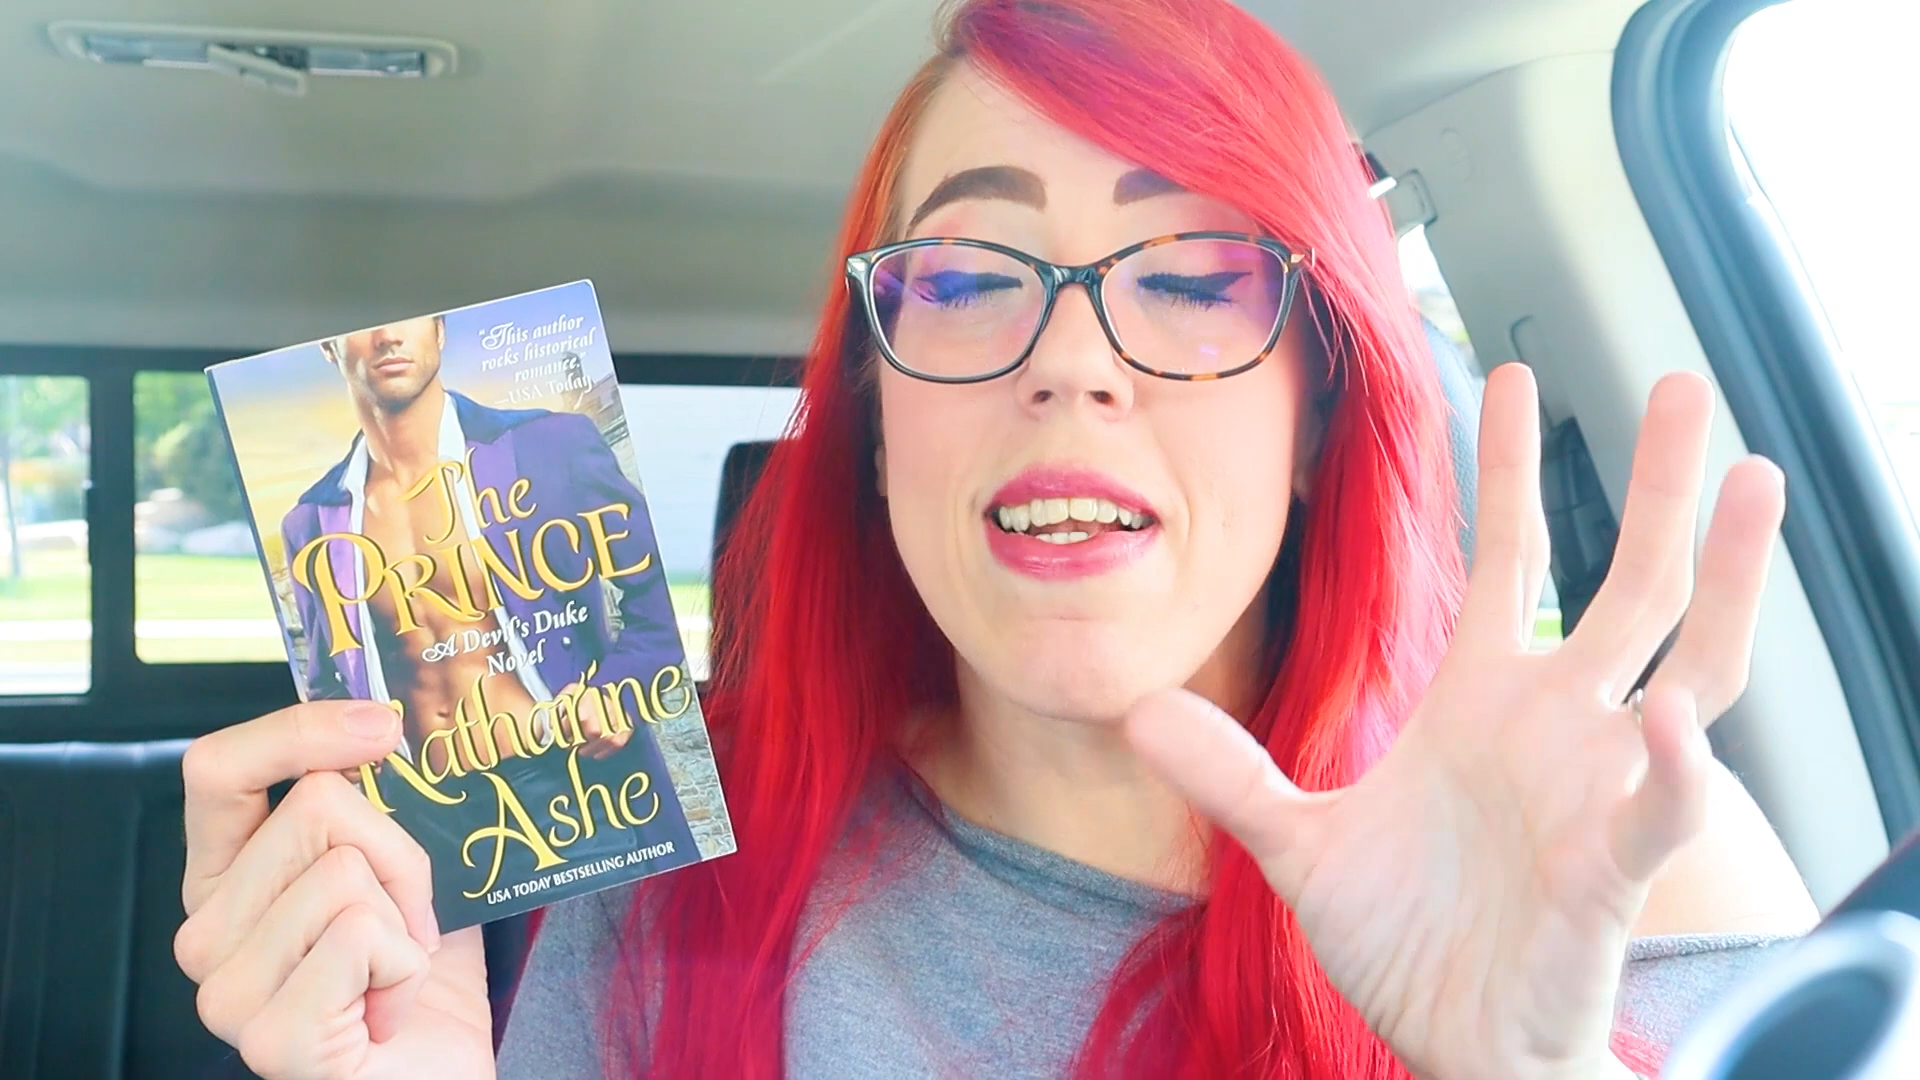 “This author
rocks historical
romance.”
—USA Today
The
PRINCE
A Devil's Duke
Novel
Katharine
Ashe
USA TODAY BESTSELLING AUTHOR